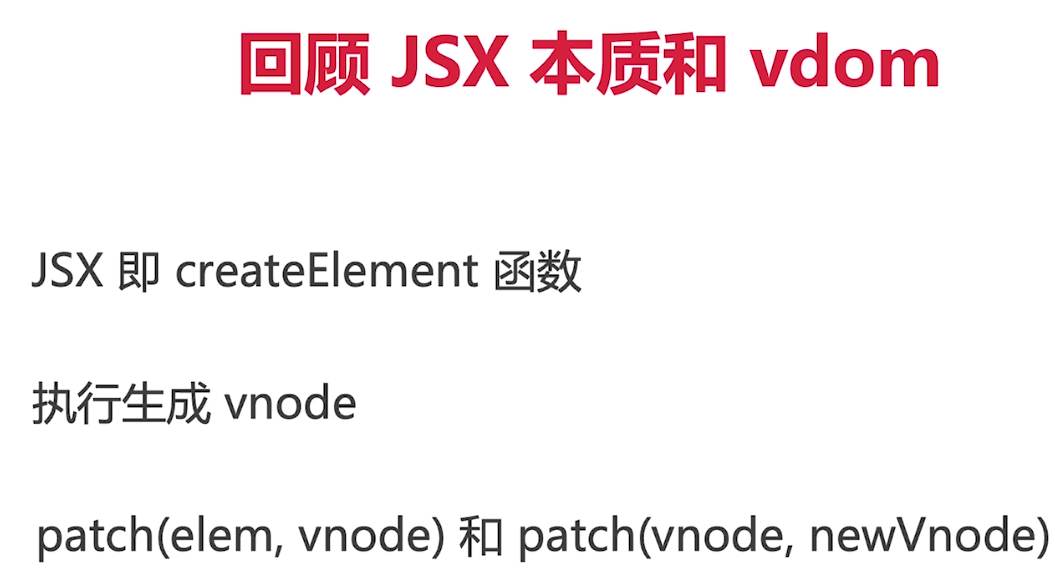 回顾 JSX 本质和 vdom
JSX 即 createElement 函数
执行生成 vnode
patch(elem, vnode) 和 patch(vnode, newVnode)